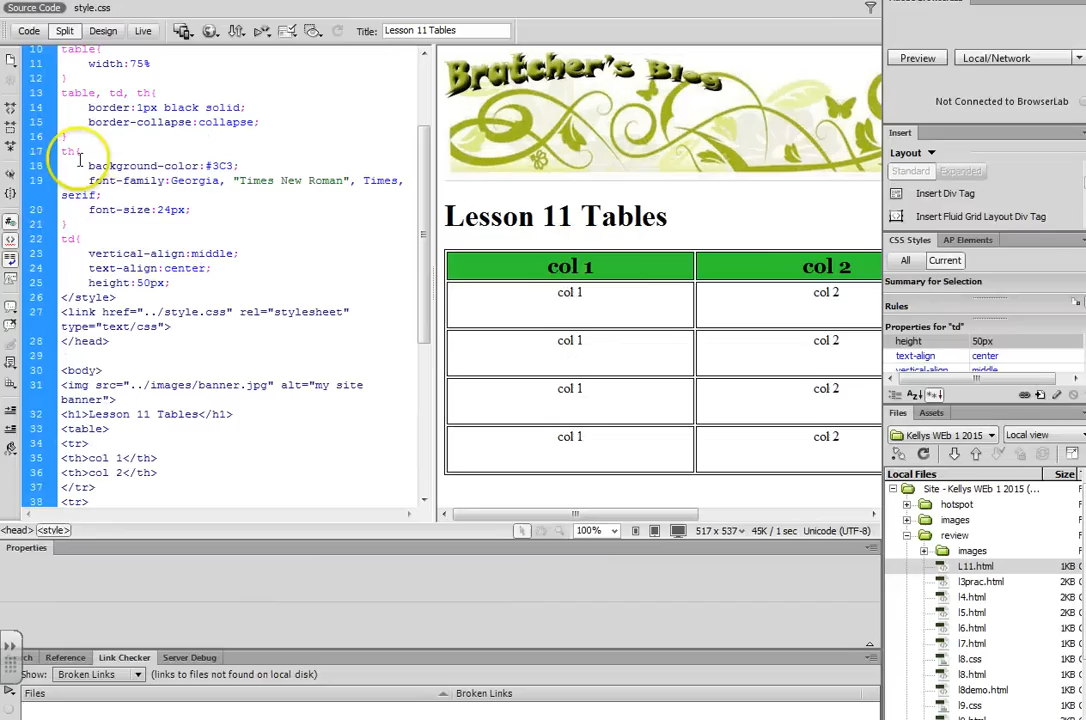 Source Code style.css
Code Split Design Live Title: Lesson 11 Tables
10 table{
11 width:75%
12 }
13 table, td, th{
14 border:1px black solid;
15 border-collapse:collapse;
16 }
17 th{
18 background-color:#3C3;
19 font-family:Georgia, "Times New Roman", Times,
serif;
20 font-size:24px;
21 }
22 td{
23 vertical-align:middle;
24 text-align:center;
25 height:50px;
26 </style>
27 <link href="../style.css" rel="stylesheet"
type="text/css">
28 </head>
29
30 <body>
31 <img src="../images/banner.jpg" alt="my site
banner">
32 <h1>Lesson 11 Tables</h1>
33 <table>
34 <tr>
35 <th>col 1</th>
36 <th>col 2</th>
37 </tr>
38 <tr>
Bratcher's Blog
Lesson 11 Tables
col 1 col 2
col 1 col 2
col 1 col 2
col 1 col 2
col 1 col 2
100% 517 x 537 45K / 1 sec Unicode (UTF-8)
<head> <style>
Properties
Preview Local/Network
Not Connected to BrowserLab
Insert
Layout
Standard Expanded
Insert Div Tag
Insert Fluid Grid Layout Div Tag
CSS Styles AP Elements
All Current
Summary for Selection
Rules
Properties for "td"
height 50px
text-align center
vertical-align middle
Files Assets
Kellys WEb 1 2015 Local view
Local Files Size
Site - Kellys WEb 1 2015 (...
hotspot
images
review
images
L11.html 1KB
l3prac.html 1KB
l4.html 1KB
l5.html 1KB
l6.html 1KB
l7.html 1KB
l8.css 1KB
l8.html 1KB
l8demo.html 1KB
l9.css 1KB
Reference Link Checker Server Debug
Show: Broken Links (links to files not found on local disk)
Files Broken Links